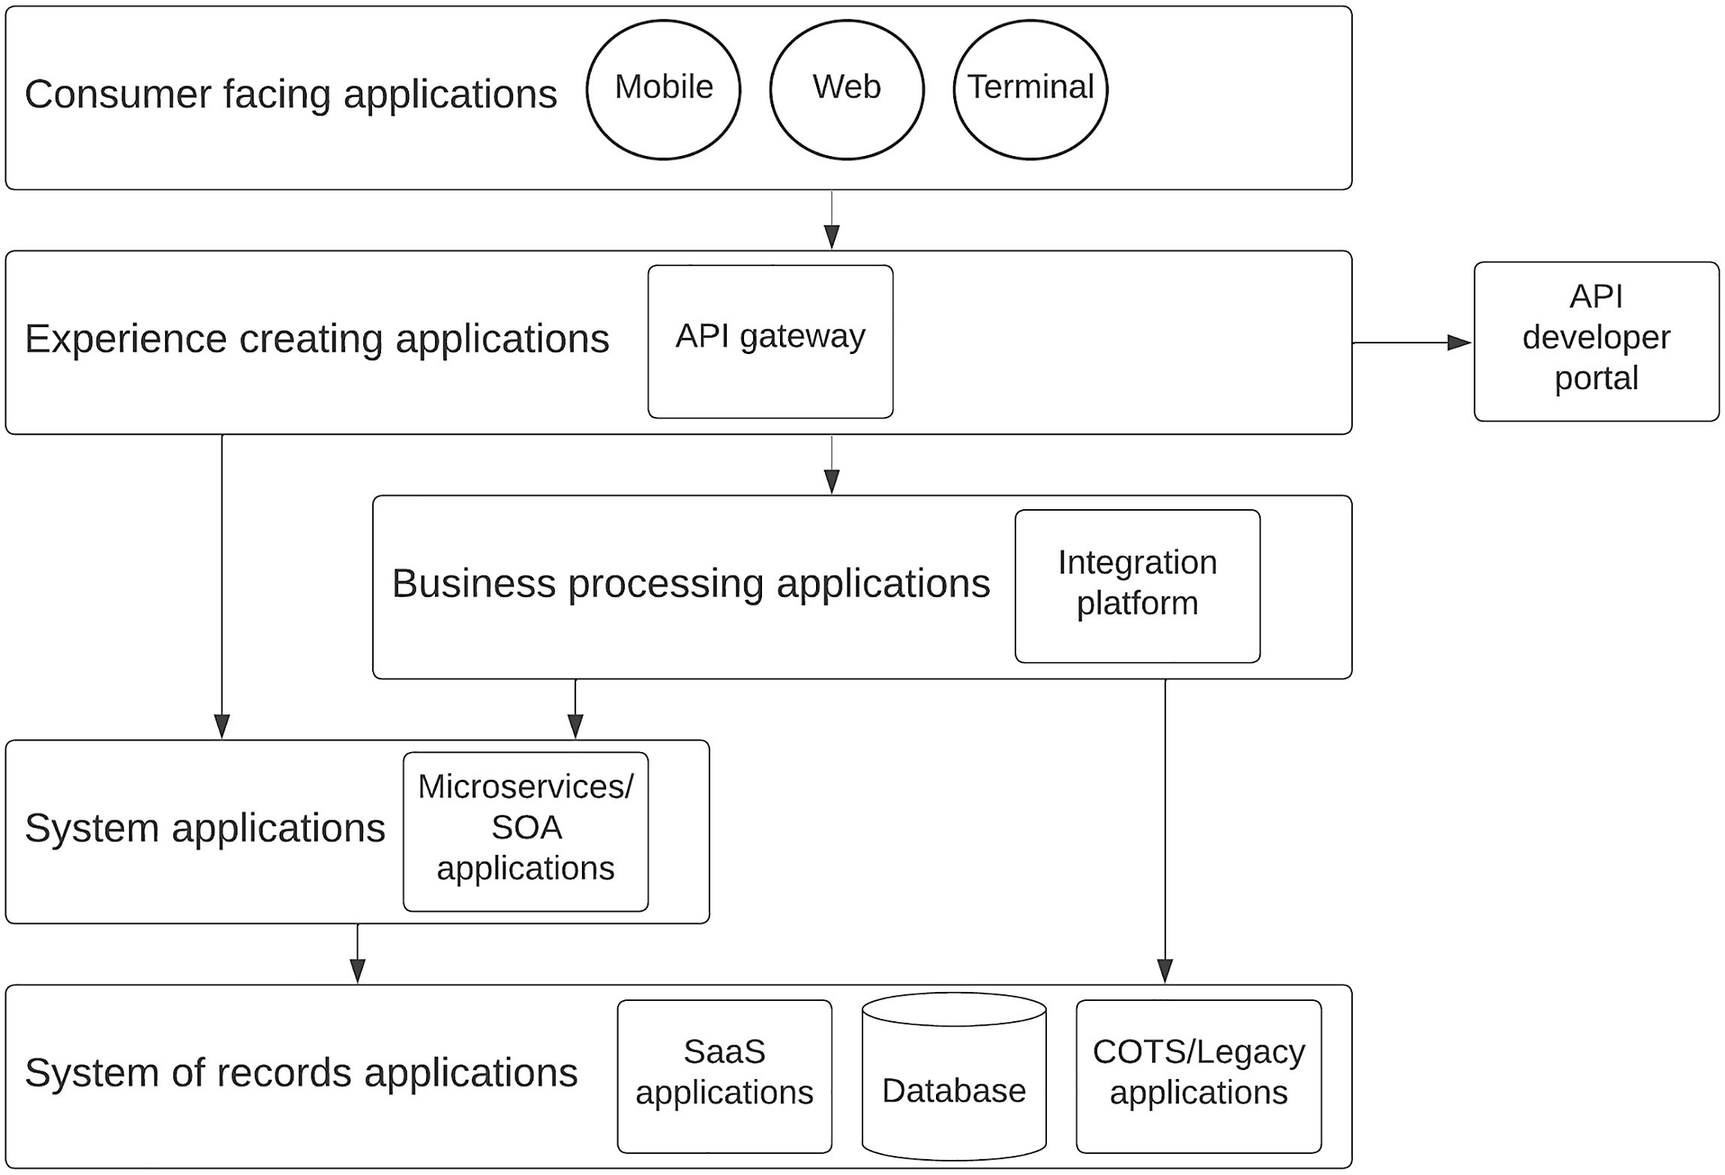 Consumer facing applications
Mobile
Web
Terminal
Experience creating applications
API gateway
API
developer
portal
Business processing applications
Integration
platform
System applications
Microservices/
SOA
applications
System of records applications
SaaS
applications
Database
COTS/Legacy
applications